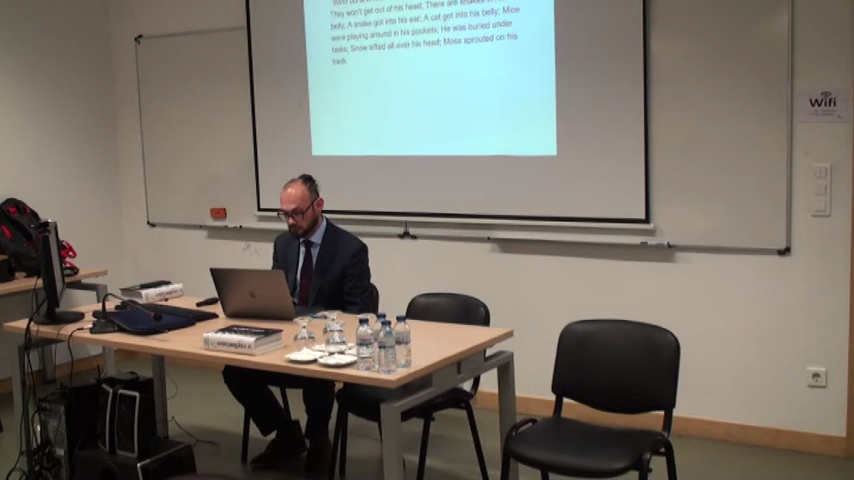 They won't get out of his head; There are snakes in his
belly; A snake got into his ear; A cat got into his belly; Mice
were playing around in his pockets; He was buried under
tasks; Snow sifted all over his head; Moss sprouted on his
back
Wifi